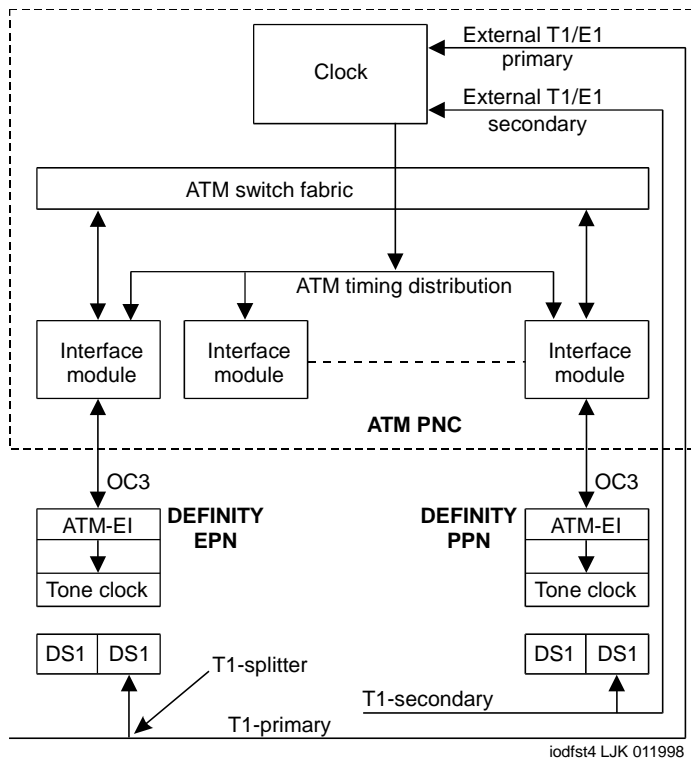 External T1/E1
primary
Clock
External T1/E1
secondary
ATM switch fabric
ATM timing distribution
Interface
module
Interface
module
Interface
module
ATM PNC
OC3
OC3
ATM-EI
DEFINITY
EPN
DEFINITY
PPN
ATM-EI
Tone clock
Tone clock
DS1
DS1
T1-splitter
DS1
DS1
T1-secondary
T1-primary
iodfst4 LJK 011998